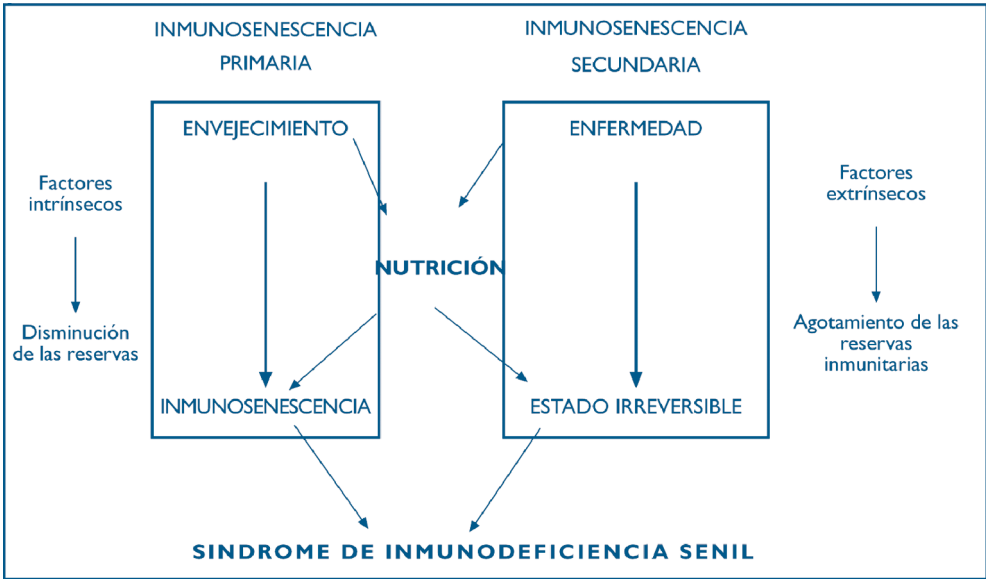 INMUNOSENESCENCIA
PRIMARIA
INMUNOSENESCENCIA
SECUNDARIA
ENVEJECIMIENTO
ENFERMEDAD
Factores
intrínsecos
Factores
extrínsecos
NUTRICIÓN
Disminución
de las reservas
Agotamiento de las
reservas
inmunitarias
INMUNOSENESCENCIA
ESTADO IRREVERSIBLE
SINDROME DE INMUNODEFICIENCIA SENIL